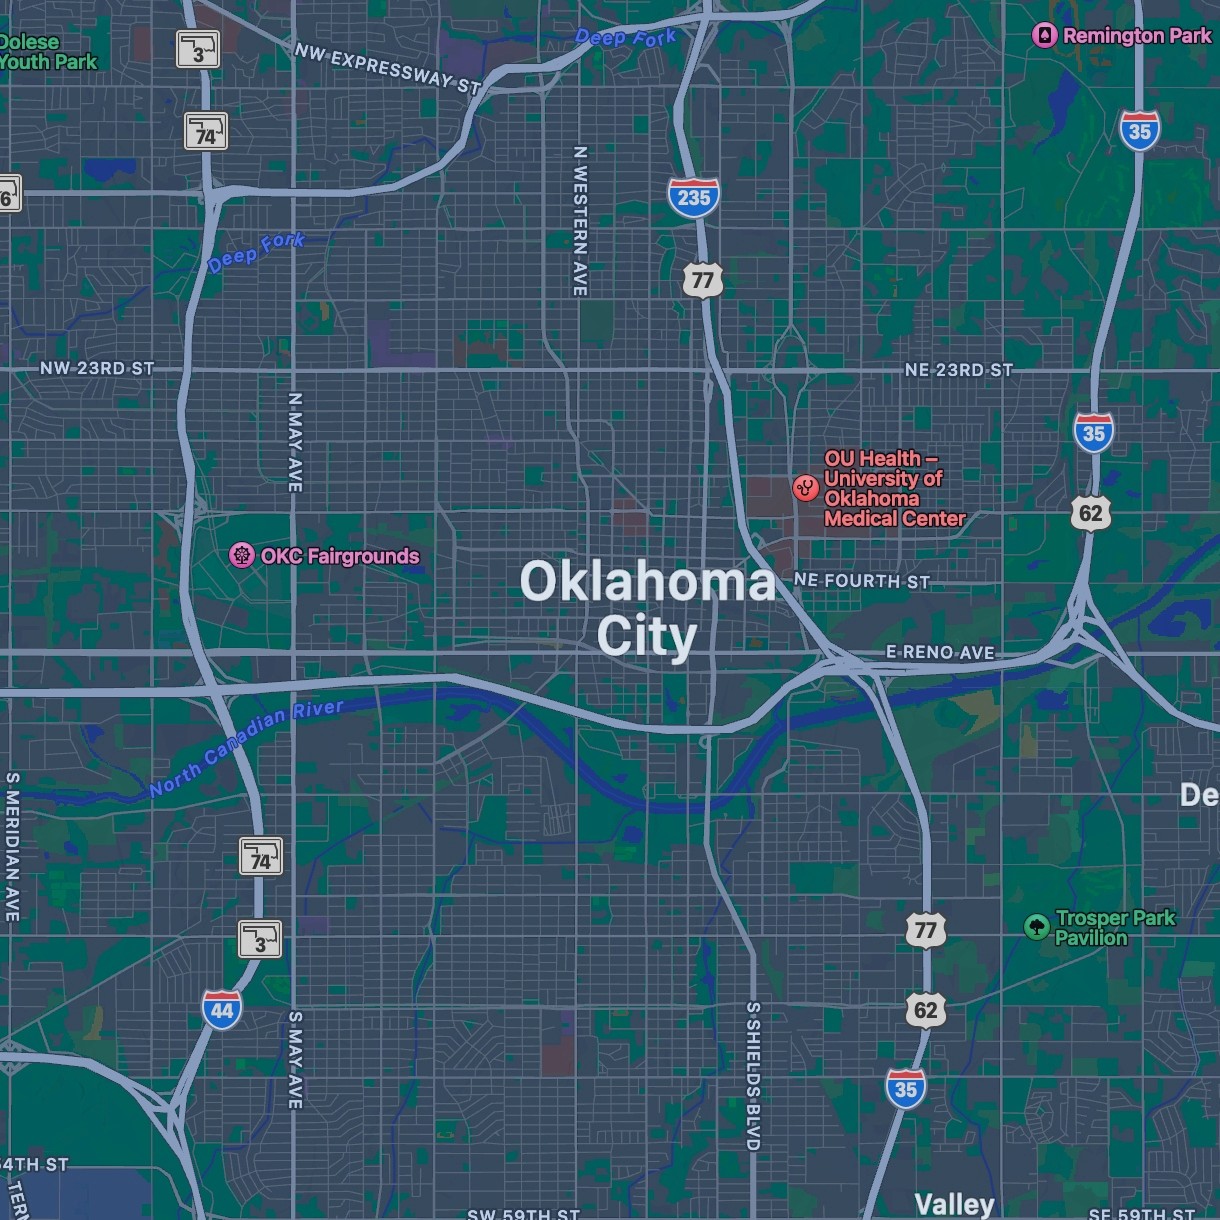 Dolese
Youth Park
3
NW EXPRESSWAY ST
Deep Fork
Remington Park
74
35
6
N WESTERN AVE
235
Deep Fork
77
NW 23RD ST
NE 23RD ST
N MAY AVE
35
OU Health –
University of
Oklahoma
Medical Center
62
OKC Fairgrounds
Oklahoma
City
NE FOURTH ST
E RENO AVE
North Canadian River
S MERIDIAN AVE
De
74
3
77
Trosper Park
Pavilion
44
62
S MAY AVE
S SHIELDS BLVD
35
54TH ST
TERM
Valley
SW 59TH ST
SE 59TH ST